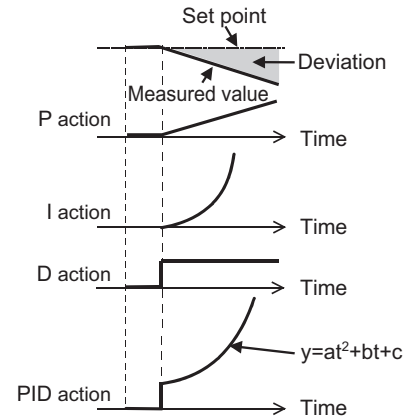 Set point
Deviation
Measured value
P action
Time
I action
Time
D action
Time
y=at²+bt+c
PID action
Time